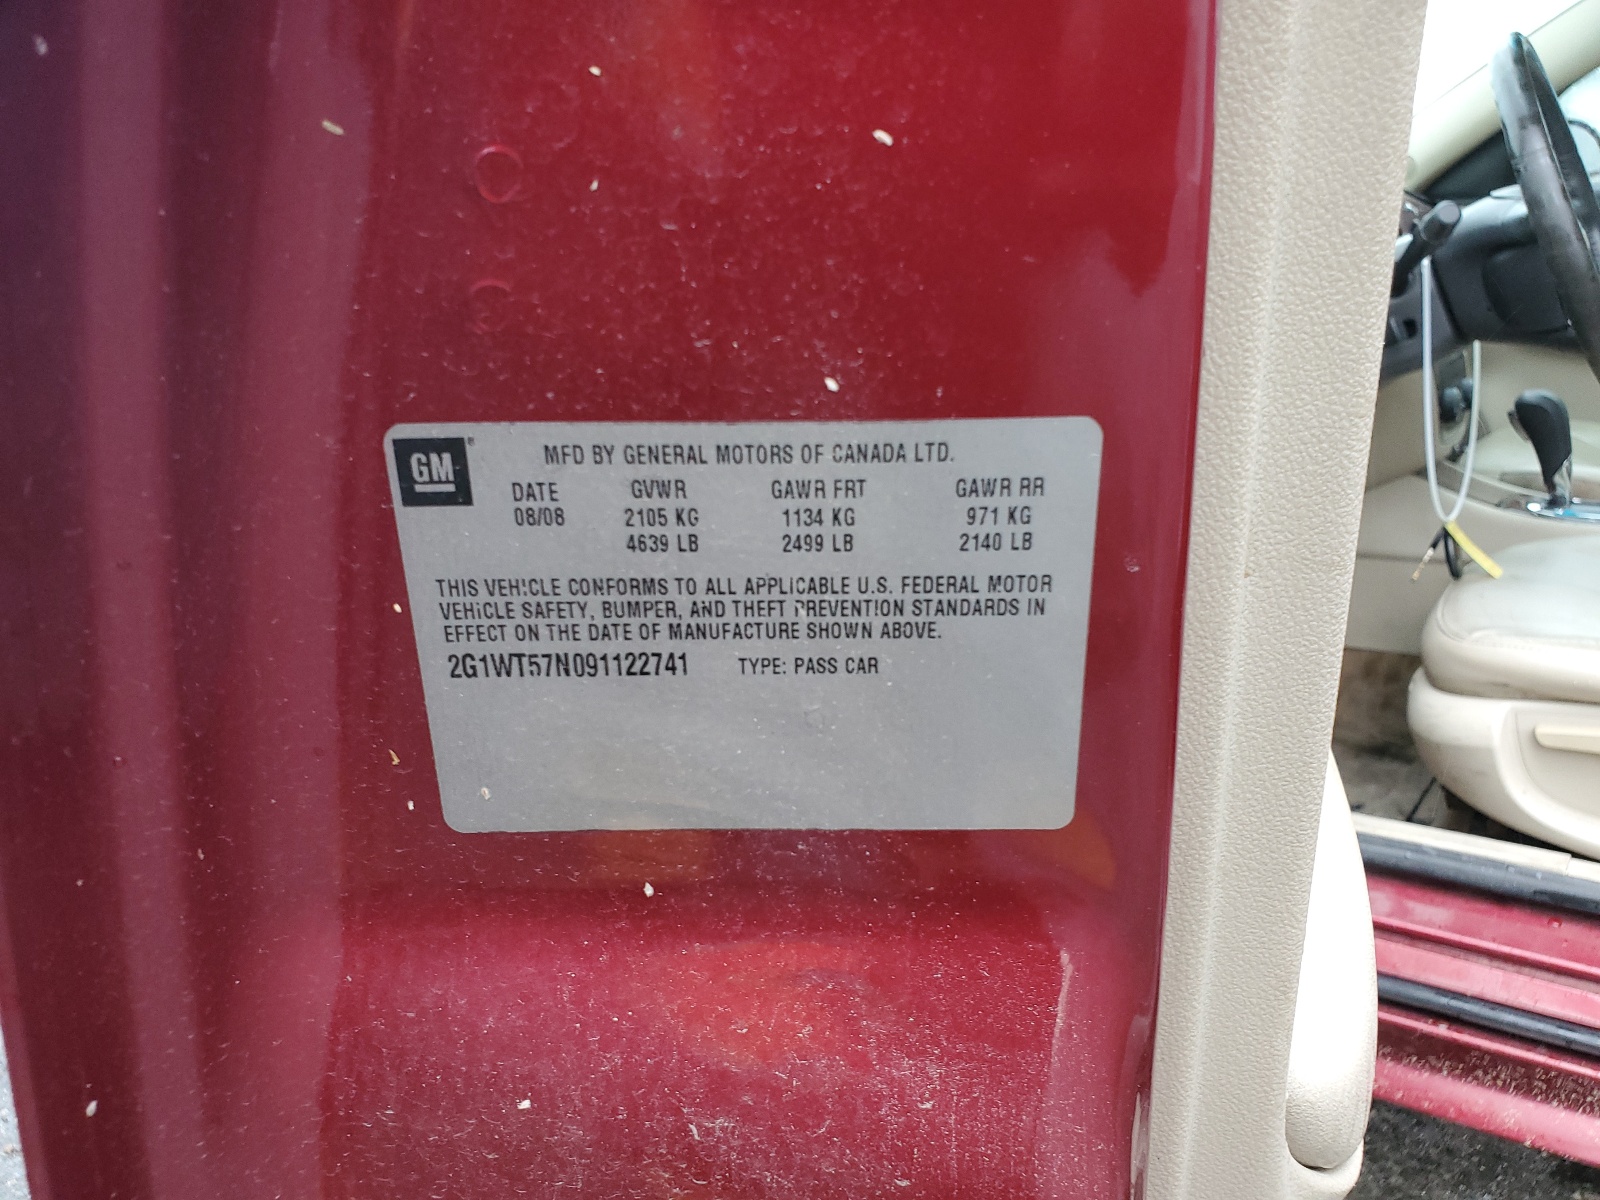 GM®
MFD BY GENERAL MOTORS OF CANADA LTD.
DATE GVWR GAWR FRT GAWR RR
08/08 2105 KG 1134 KG 971 KG
4639 LB 2499 LB 2140 LB
THIS VEHICLE CONFORMS TO ALL APPLICABLE U.S. FEDERAL MOTOR
VEHICLE SAFETY, BUMPER, AND THEFT PREVENTION STANDARDS IN
EFFECT ON THE DATE OF MANUFACTURE SHOWN ABOVE.
2G1WT57N091122741 TYPE: PASS CAR